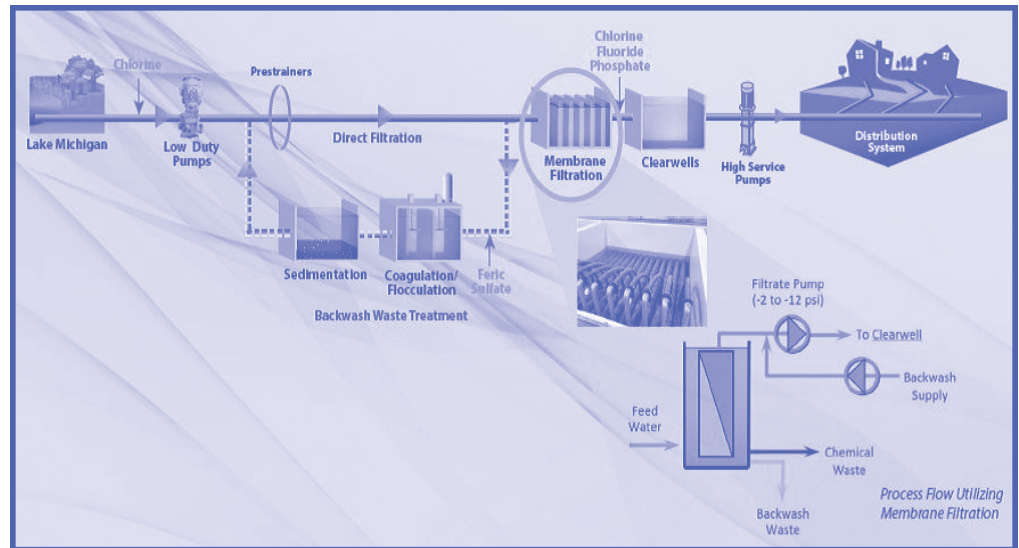 Chlorine
Fluoride
Phosphate
Chlorine
Prestrainers
Lake Michigan
Low Duty
Pumps
Direct Filtration
Membrane
Filtration
Clearwells
High Service
Pumps
Distribution
System
Sedimentation
Coagulation/
Flocculation
Feric
Sulfate
Backwash Waste Treatment
Filtrate Pump
(-2 to -12 psi)
To Clearwell
Backwash
Supply
Feed
Water
Chemical
Waste
Backwash
Waste
Process Flow Utilizing
Membrane Filtration